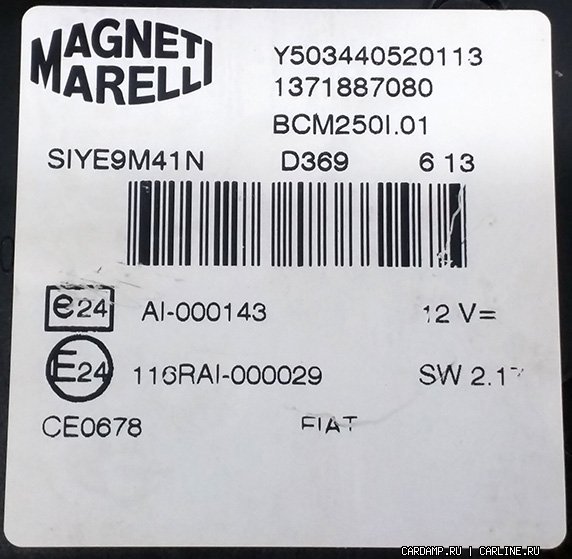 MAGNETI
MARELLI
Y503440520113
1371887080
BCM250I.01
SIYE9M41N D369 6 13
e24 AI-000143 12 V=
E24 116RAI-000029 SW
CE0678 FIAT
CARDAMP.RU | CARLINE.RU